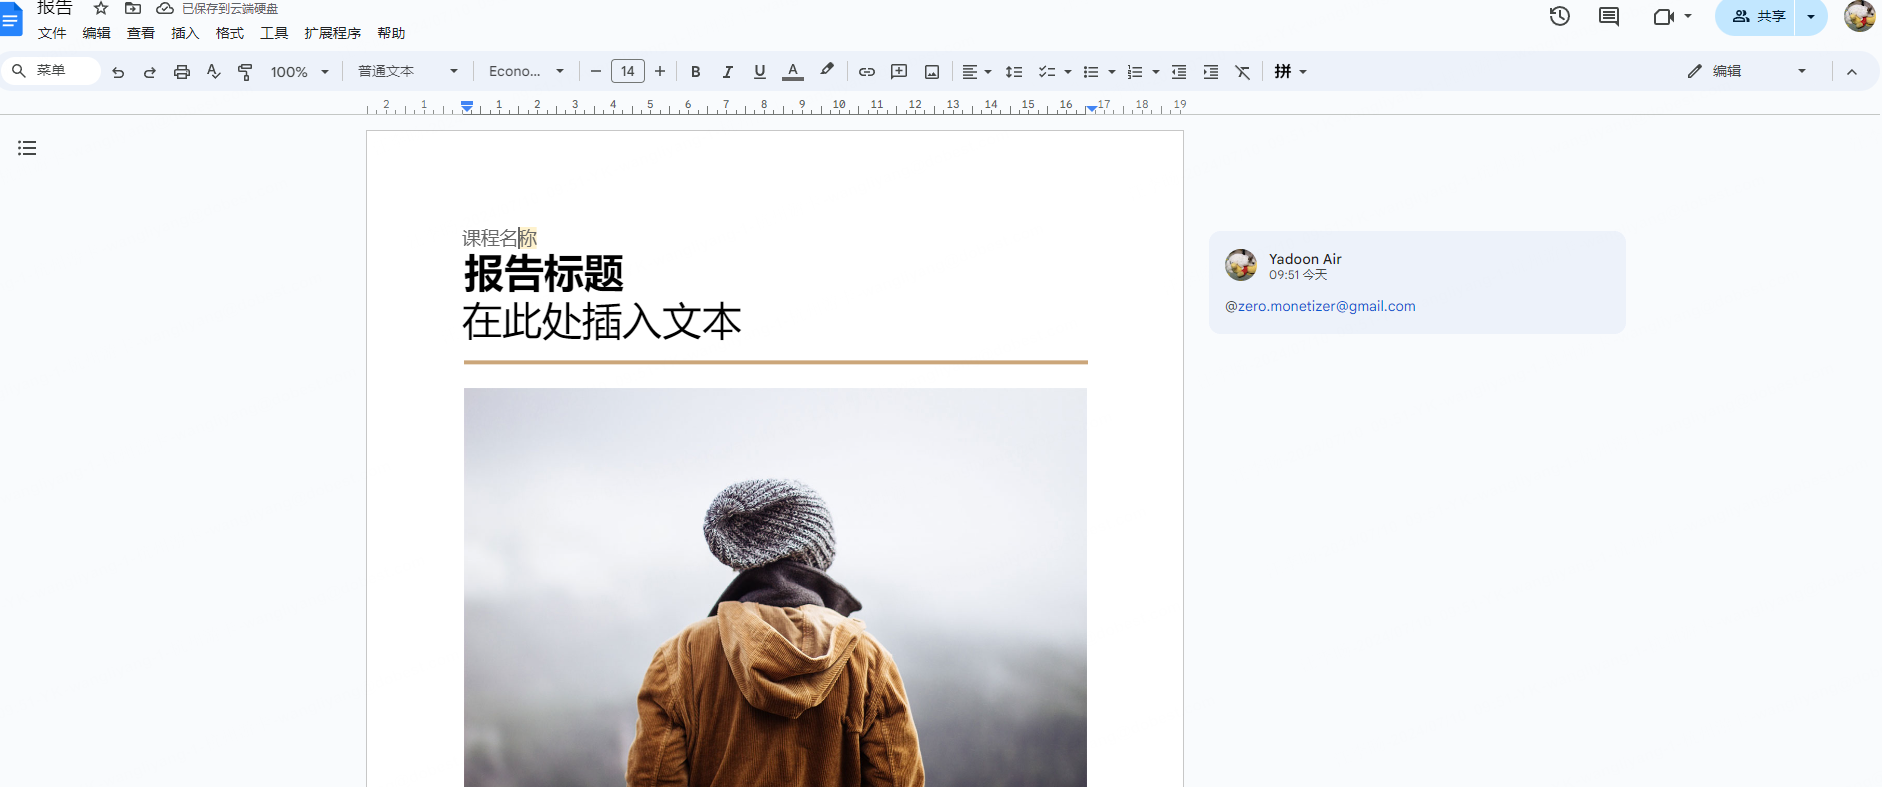 报告
已保存到云端硬盘
文件 编辑 查看 插入 格式 工具 扩展程序 帮助
共享
菜单 100% 普通文本 Econo... 14 B I U A 拼 编辑
2 1 1 2 3 4 5 6 7 8 9 10 11 12 13 14 15 16 17 18 19
课程名称
报告标题
在此处插入文本
Yadoon Air
09:51 今天
@zero.monetizer@gmail.com